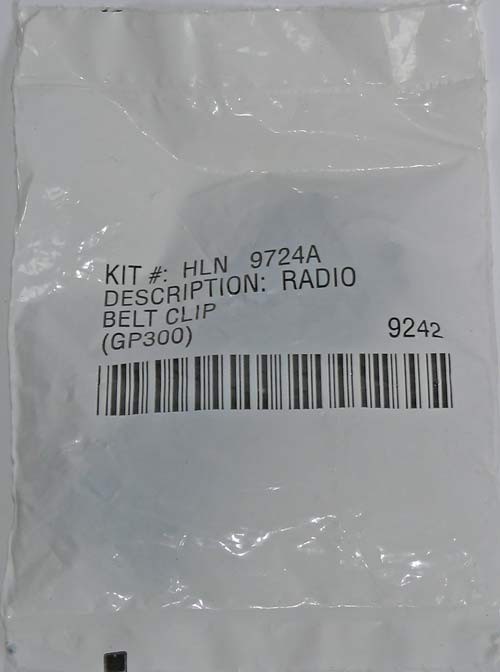 KIT #: HLN 9724A
DESCRIPTION: RADIO
BELT CLIP
(GP300)
9242